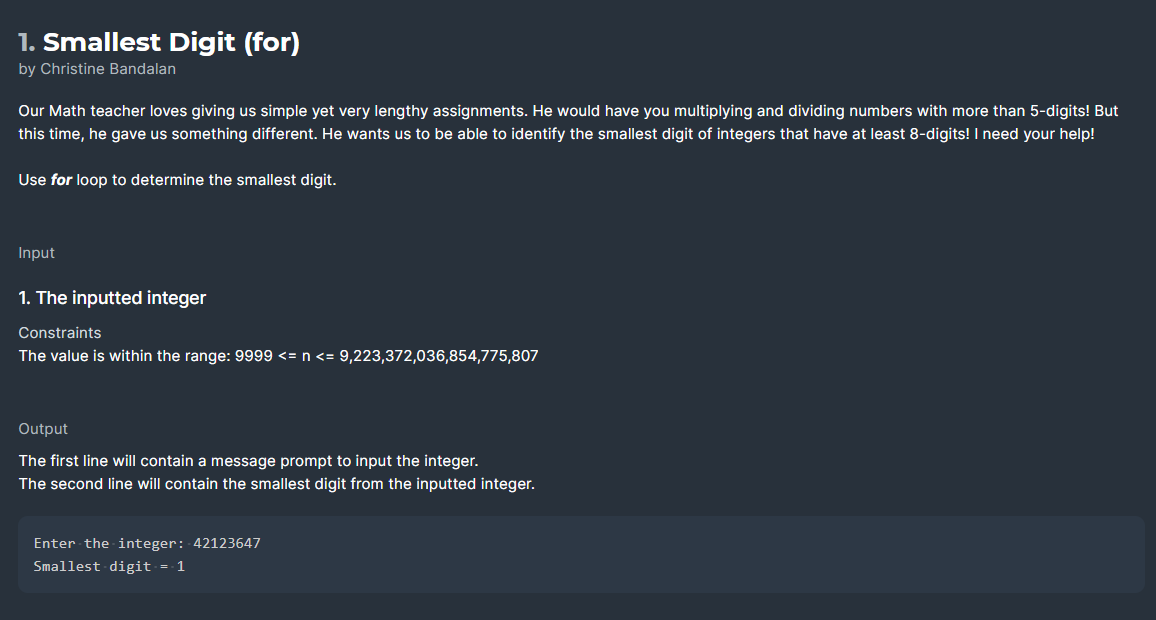 1. Smallest Digit (for)
by Christine Bandalan
Our Math teacher loves giving us simple yet very lengthy assignments. He would have you multiplying and dividing numbers with more than 5-digits! But
this time, he gave us something different. He wants us to be able to identify the smallest digit of integers that have at least 8-digits! I need your help!
Use for loop to determine the smallest digit.
Input
1. The inputted integer
Constraints
The value is within the range: 9999 <= n <= 9,223,372,036,854,775,807
Output
The first line will contain a message prompt to input the integer.
The second line will contain the smallest digit from the inputted integer.
Enter·the·integer:·42123647
Smallest·digit·=·1